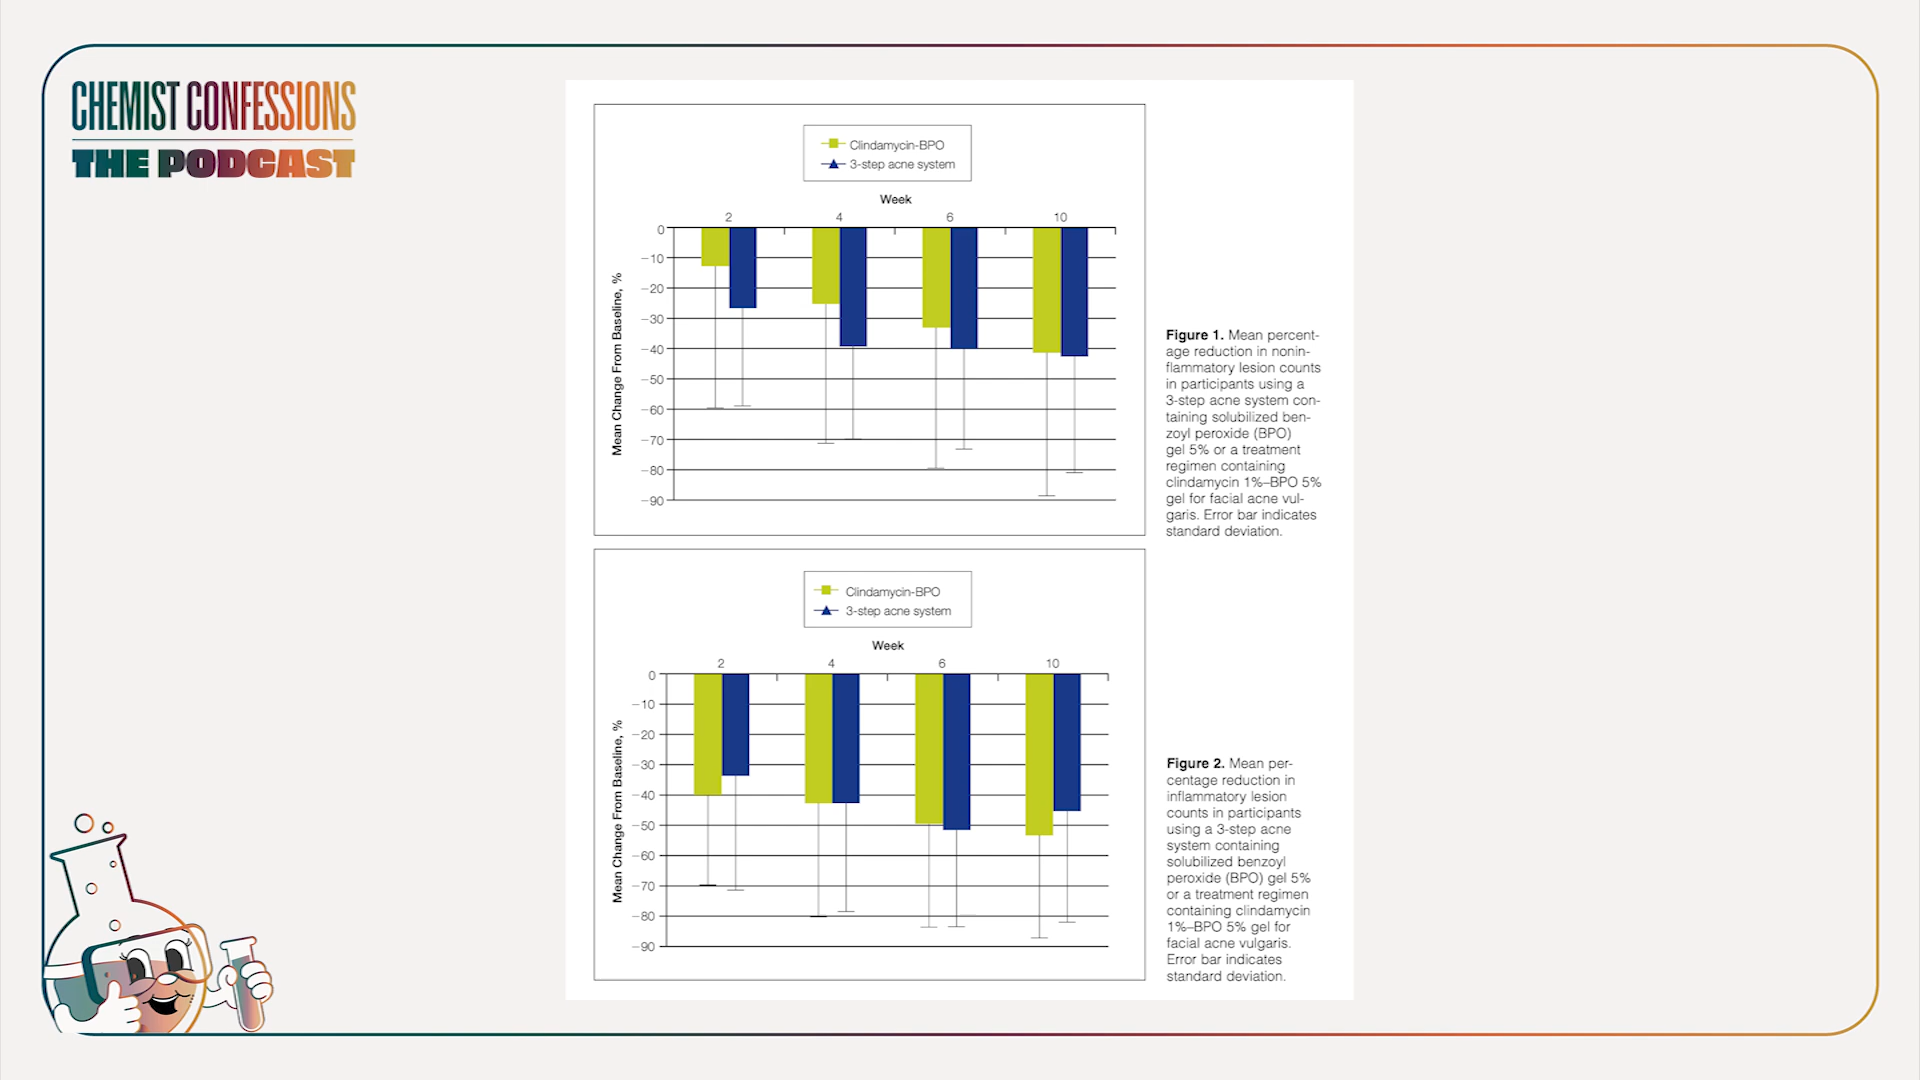 CHEMIST CONFESSIONS
THE PODCAST
Clindamycin-BPO
3-step acne system
Week
2 4 6 10
0
–10
–20
–30
–40
–50
–60
–70
–80
–90
Mean Change From Baseline, %
Figure 1. Mean percent-
age reduction in nonin-
flammatory lesion counts
in participants using a
3-step acne system con-
taining solubilized ben-
zoyl peroxide (BPO)
gel 5% or a treatment
regimen containing
clindamycin 1%–BPO 5%
gel for facial acne vul-
garis. Error bar indicates
standard deviation.
Clindamycin-BPO
3-step acne system
Week
2 4 6 10
0
–10
–20
–30
–40
–50
–60
–70
–80
–90
Mean Change From Baseline, %
Figure 2. Mean per-
centage reduction in
inflammatory lesion
counts in participants
using a 3-step acne
system containing
solubilized benzoyl
peroxide (BPO) gel 5%
or a treatment regimen
containing clindamycin
1%–BPO 5% gel for
facial acne vulgaris.
Error bar indicates
standard deviation.